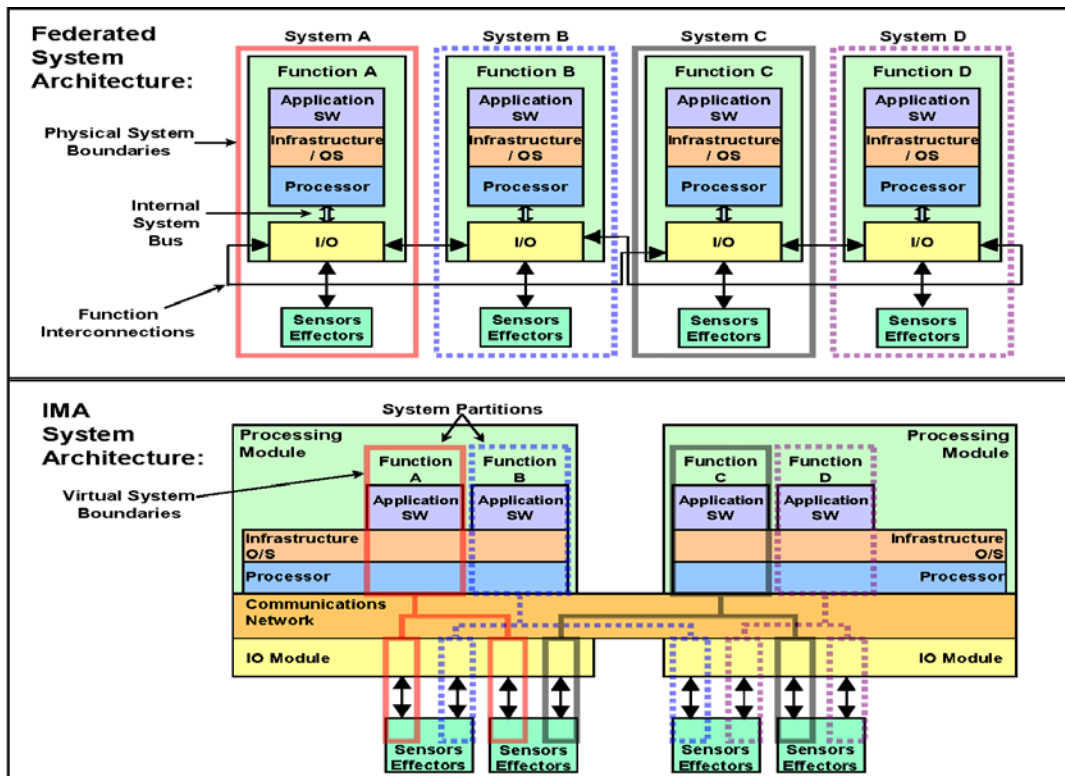 Federated
System
Architecture:
System A
System B
System C
System D
Function A
Function B
Function C
Function D
Application
SW
Application
SW
Application
SW
Application
SW
Physical System
Boundaries
Infrastructure
/ OS
Infrastructure
/ OS
Infrastructure
/ OS
Infrastructure
/ OS
Processor
Processor
Processor
Processor
Internal
System
Bus
I/O
I/O
I/O
I/O
Function
Interconnections
Sensors
Effectors
Sensors
Effectors
Sensors
Effectors
Sensors
Effectors
IMA
System
Architecture:
System Partitions
Processing
Module
Processing
Module
Virtual System
Boundaries
Function
A
Function
B
Function
C
Function
D
Application
SW
Application
SW
Application
SW
Application
SW
Infrastructure
O/S
Infrastructure
O/S
Processor
Processor
Communications
Network
IO Module
IO Module
Sensors
Effectors
Sensors
Effectors
Sensors
Effectors
Sensors
Effectors